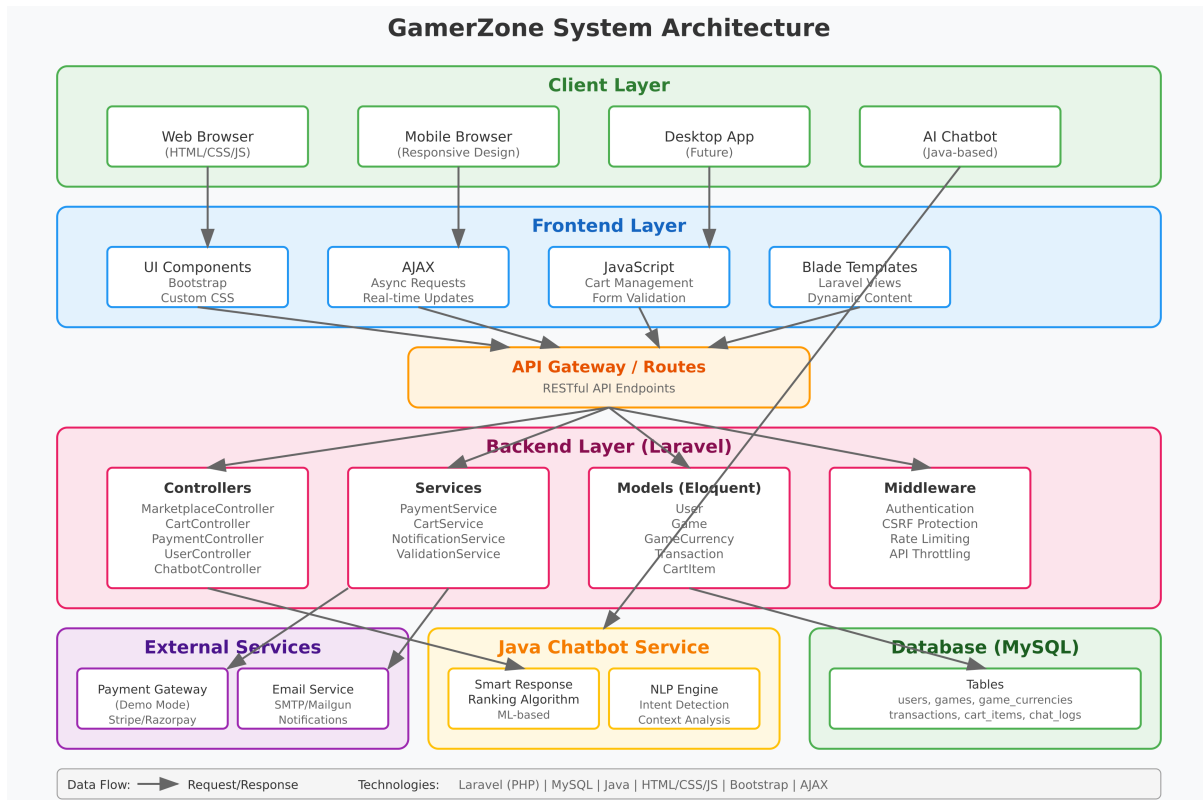 GamerZone System Architecture
Client Layer
Web Browser
(HTML/CSS/JS)
Mobile Browser
(Responsive Design)
Desktop App
(Future)
AI Chatbot
(Java-based)
Frontend Layer
UI Components
Bootstrap
Custom CSS
AJAX
Async Requests
Real-time Updates
JavaScript
Cart Management
Form Validation
Blade Templates
Laravel Views
Dynamic Content
API Gateway / Routes
RESTful API Endpoints
Backend Layer (Laravel)
Controllers
MarketplaceController
CartController
PaymentController
UserController
ChatbotController
Services
PaymentService
CartService
NotificationService
ValidationService
Models (Eloquent)
User
Game
GameCurrency
Transaction
CartItem
Middleware
Authentication
CSRF Protection
Rate Limiting
API Throttling
External Services
Payment Gateway
(Demo Mode)
Stripe/Razorpay
Email Service
SMTP/Mailgun
Notifications
Java Chatbot Service
Smart Response
Ranking Algorithm
ML-based
NLP Engine
Intent Detection
Context Analysis
Database (MySQL)
Tables
users, games, game_currencies
transactions, cart_items, chat_logs
Data Flow: Request/Response Technologies: Laravel (PHP) | MySQL | Java | HTML/CSS/JS | Bootstrap | AJAX